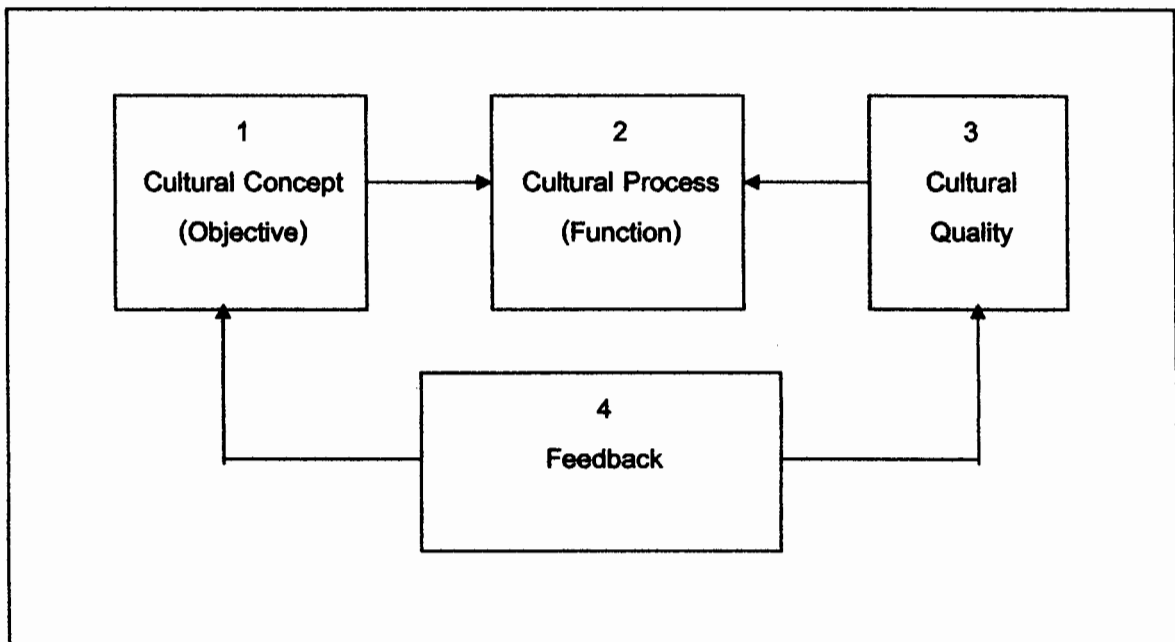 1
Cultural Concept
(Objective)
2
Cultural Process
(Function)
3
Cultural
Quality
4
Feedback